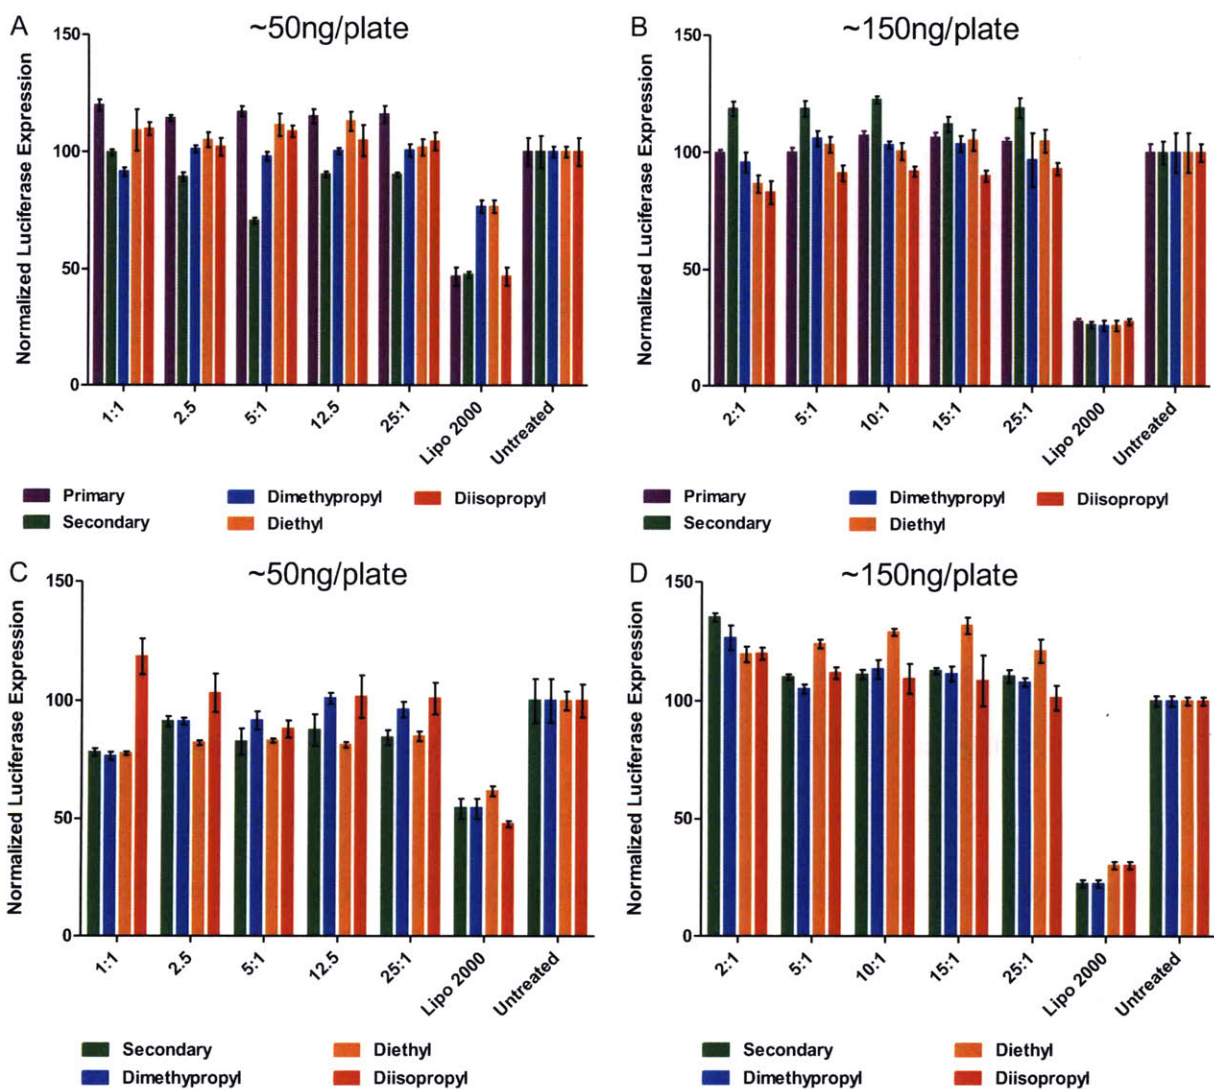 A
~50ng/plate
150
100
50
0
Normalized Luciferase Expression
1:1
2.5
5:1
12.5
25:1
Lipo 2000
Untreated
Primary
Dimethypropyl
Diisopropyl
Secondary
Diethyl
B
~150ng/plate
150
100
50
0
Normalized Luciferase Expression
2:1
5:1
10:1
15:1
25:1
Lipo 2000
Untreated
Primary
Dimethypropyl
Diisopropyl
Secondary
Diethyl
C
~50ng/plate
150
100
50
0
Normalized Luciferase Expression
1:1
2.5
5:1
12.5
25:1
Lipo 2000
Untreated
Secondary
Diethyl
Dimethypropyl
Diisopropyl
D
~150ng/plate
150
100
50
0
Normalized Luciferase Expression
2:1
5:1
10:1
15:1
25:1
Lipo 2000
Untreated
Secondary
Diethyl
Dimethypropyl
Diisopropyl